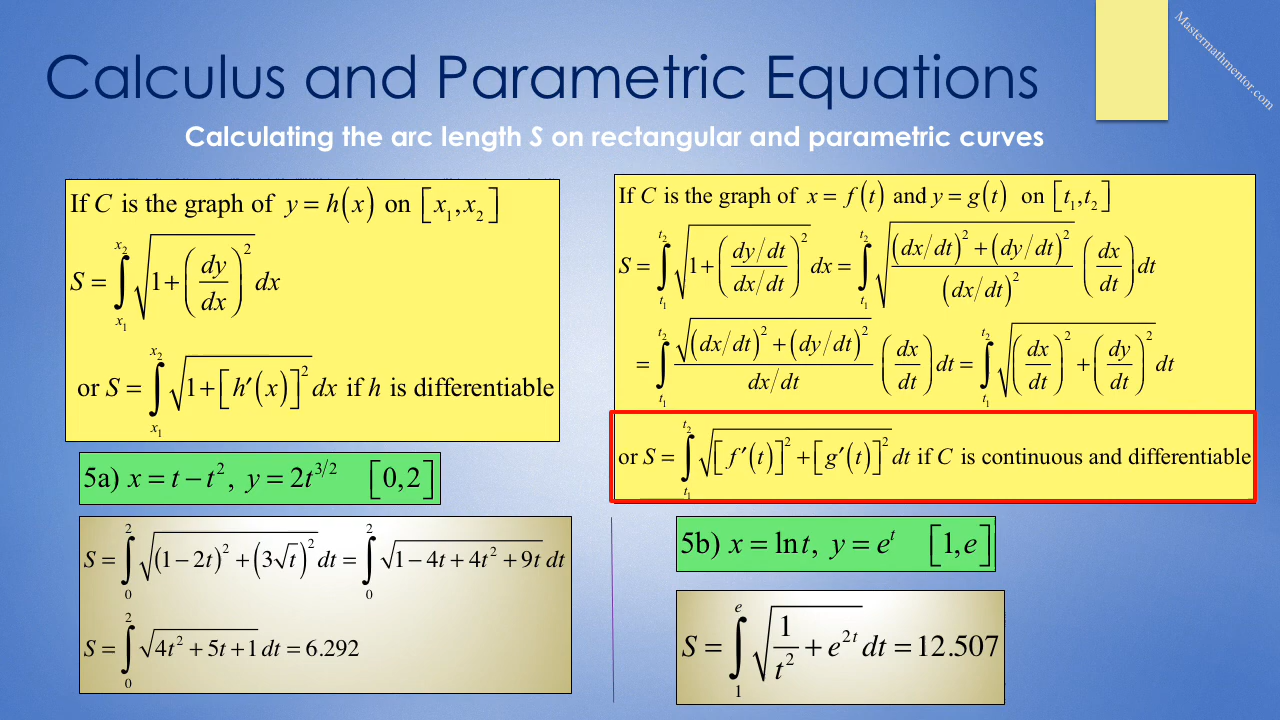 Calculus and Parametric Equations
Mastermathmentor.com
Calculating the arc length S on rectangular and parametric curves
If C is the graph of y = h(x) on [x₁,x₂]
S = ∫_{x₁}^{x₂} √(1+(dy/dx)²) dx
or S = ∫_{x₁}^{x₂} √(1+[h′(x)]²) dx if h is differentiable
If C is the graph of x = f(t) and y = g(t) on [t₁,t₂]
S = ∫_{t₁}^{t₂} √(1+((dy/dt)/(dx/dt))²) dx = ∫_{t₁}^{t₂} √(((dx/dt)²+(dy/dt)²)/(dx/dt)²) (dx/dt) dt
= ∫_{t₁}^{t₂} (√((dx/dt)²+(dy/dt)²))/(dx/dt) (dx/dt) dt = ∫_{t₁}^{t₂} √((dx/dt)²+(dy/dt)²) dt
or S = ∫_{t₁}^{t₂} √([f′(t)]²+[g′(t)]²) dt if C is continuous and differentiable
5a) x = t − t², y = 2t^{3/2} [0,2]
S = ∫_{0}^{2} √((1−2t)²+(3√t)²) dt = ∫_{0}^{2} √(1−4t+4t²+9t) dt
S = ∫_{0}^{2} √(4t²+5t+1) dt = 6.292
5b) x = ln t, y = e^t [1,e]
S = ∫_{1}^{e} √(1/t²+e^{2t}) dt = 12.507